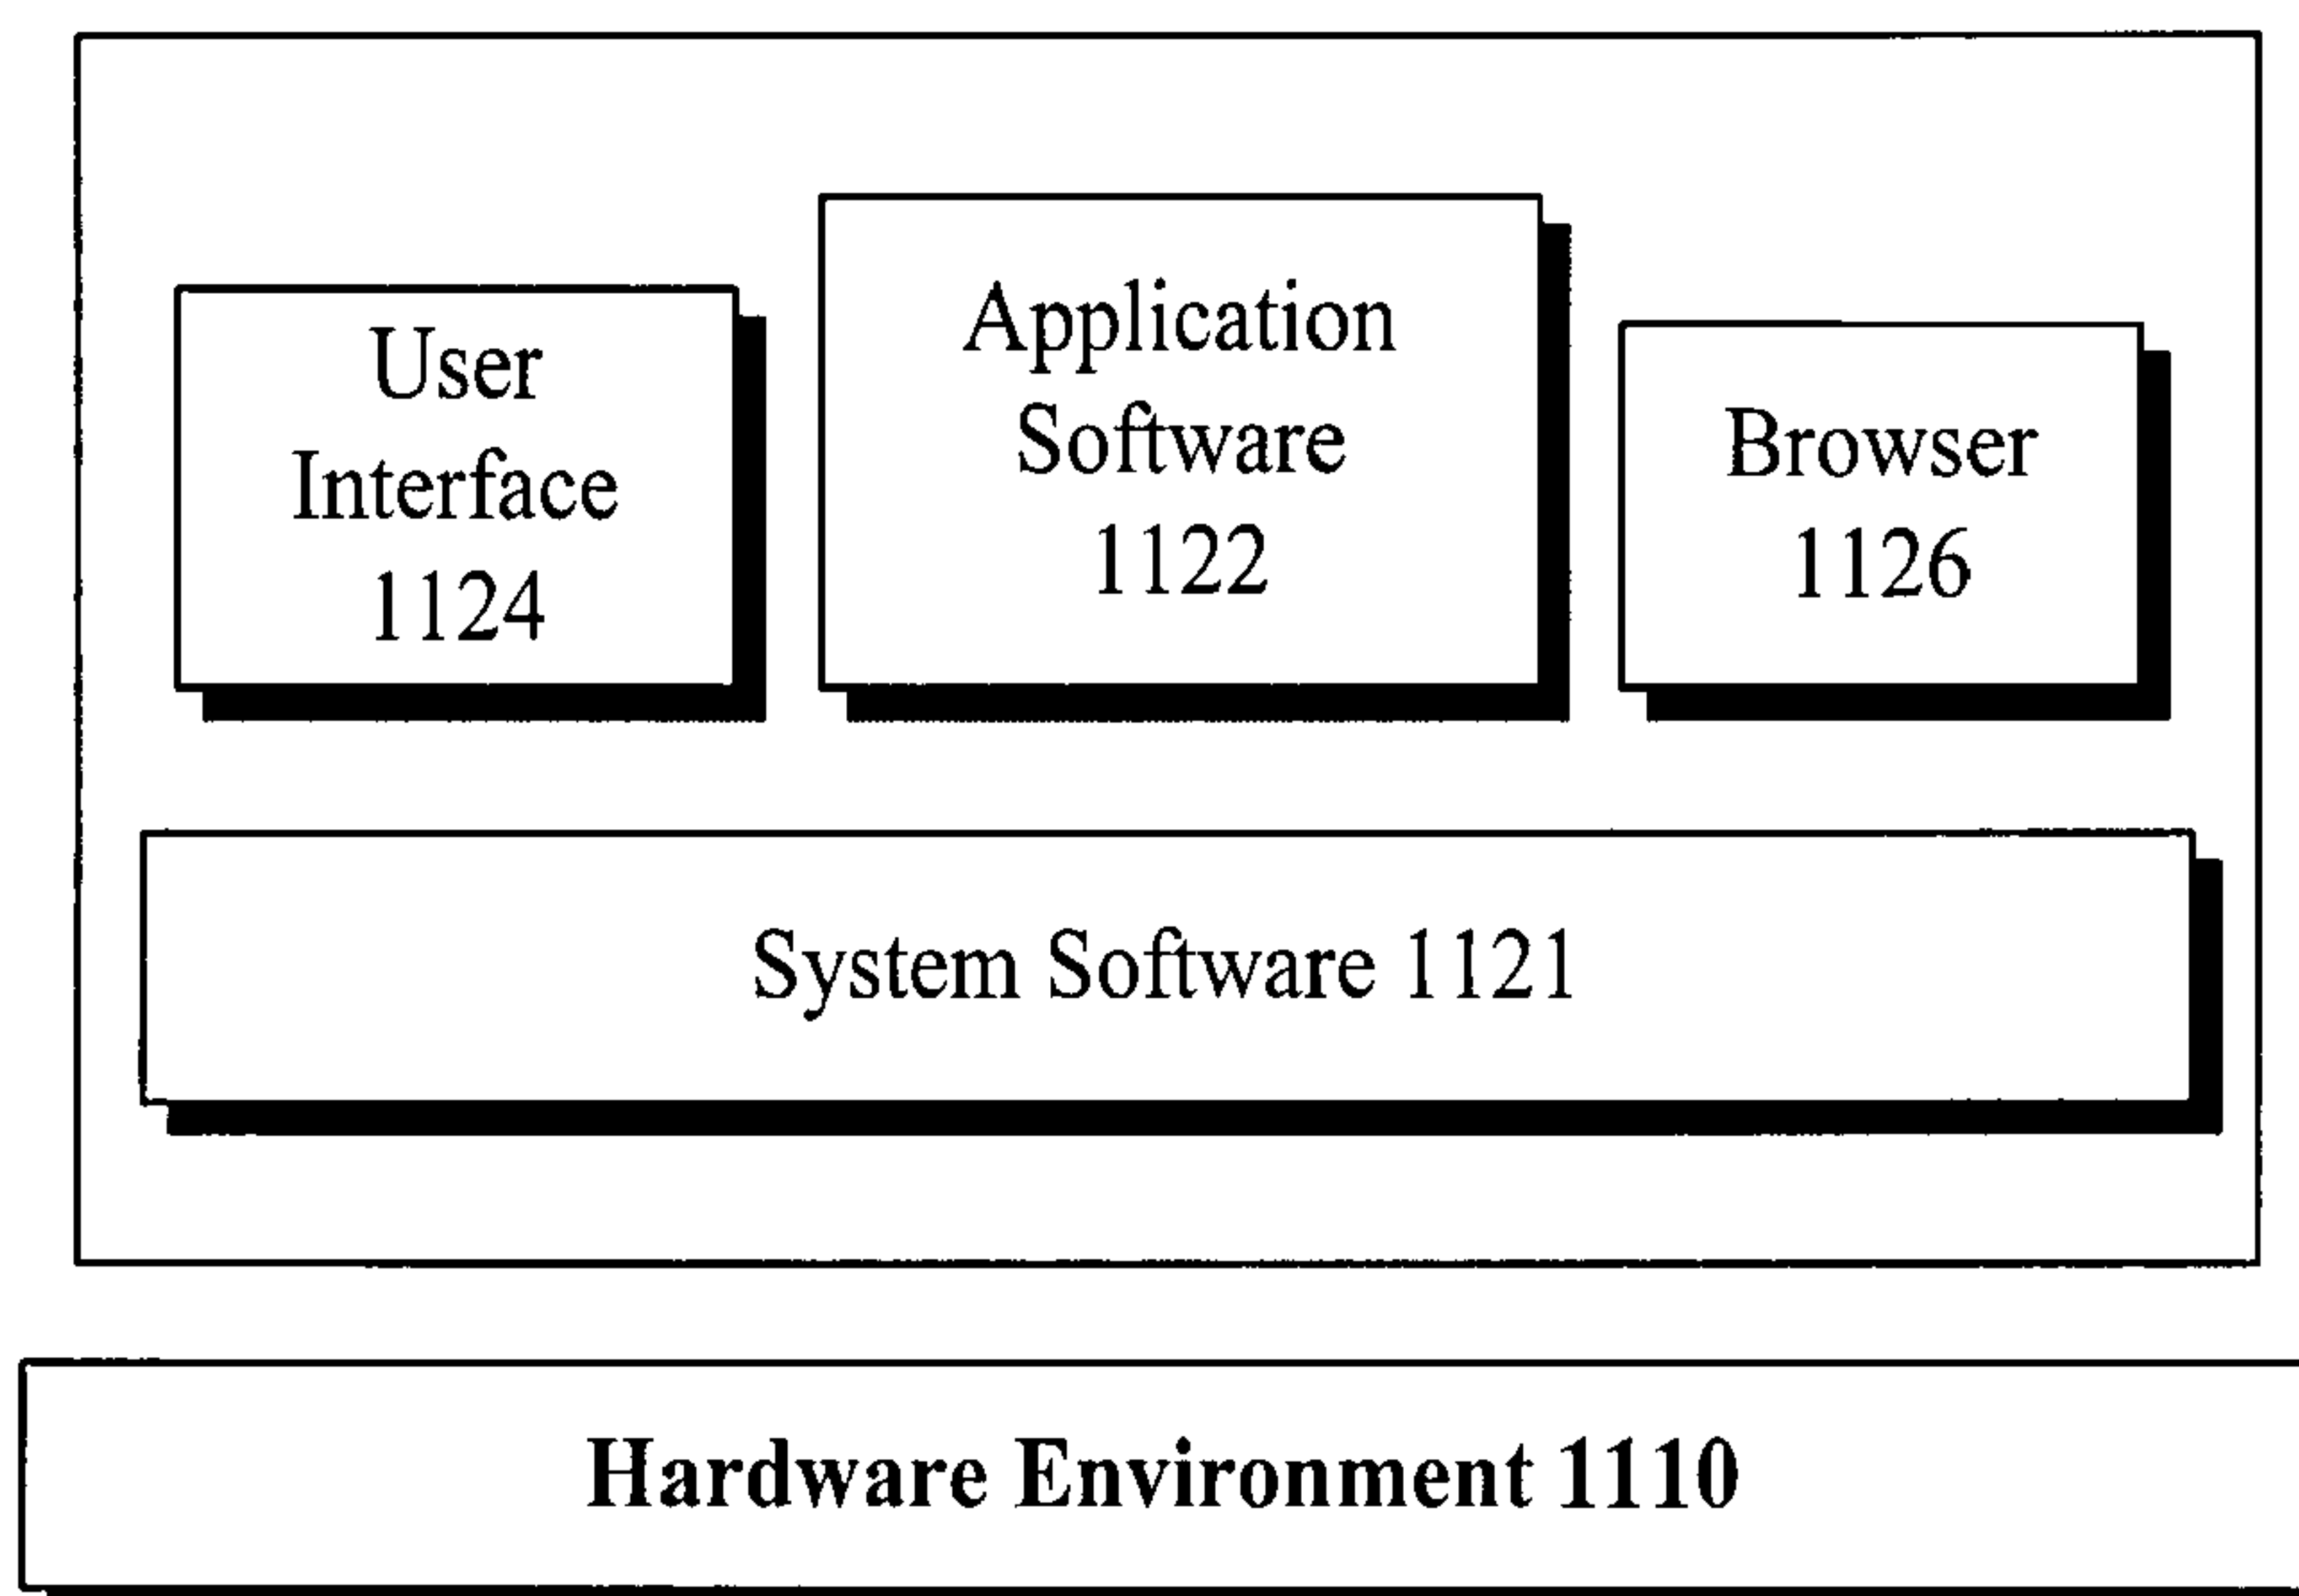 User
Interface
1124
Application
Software
1122
Browser
1126
System Software 1121
Hardware Environment 1110